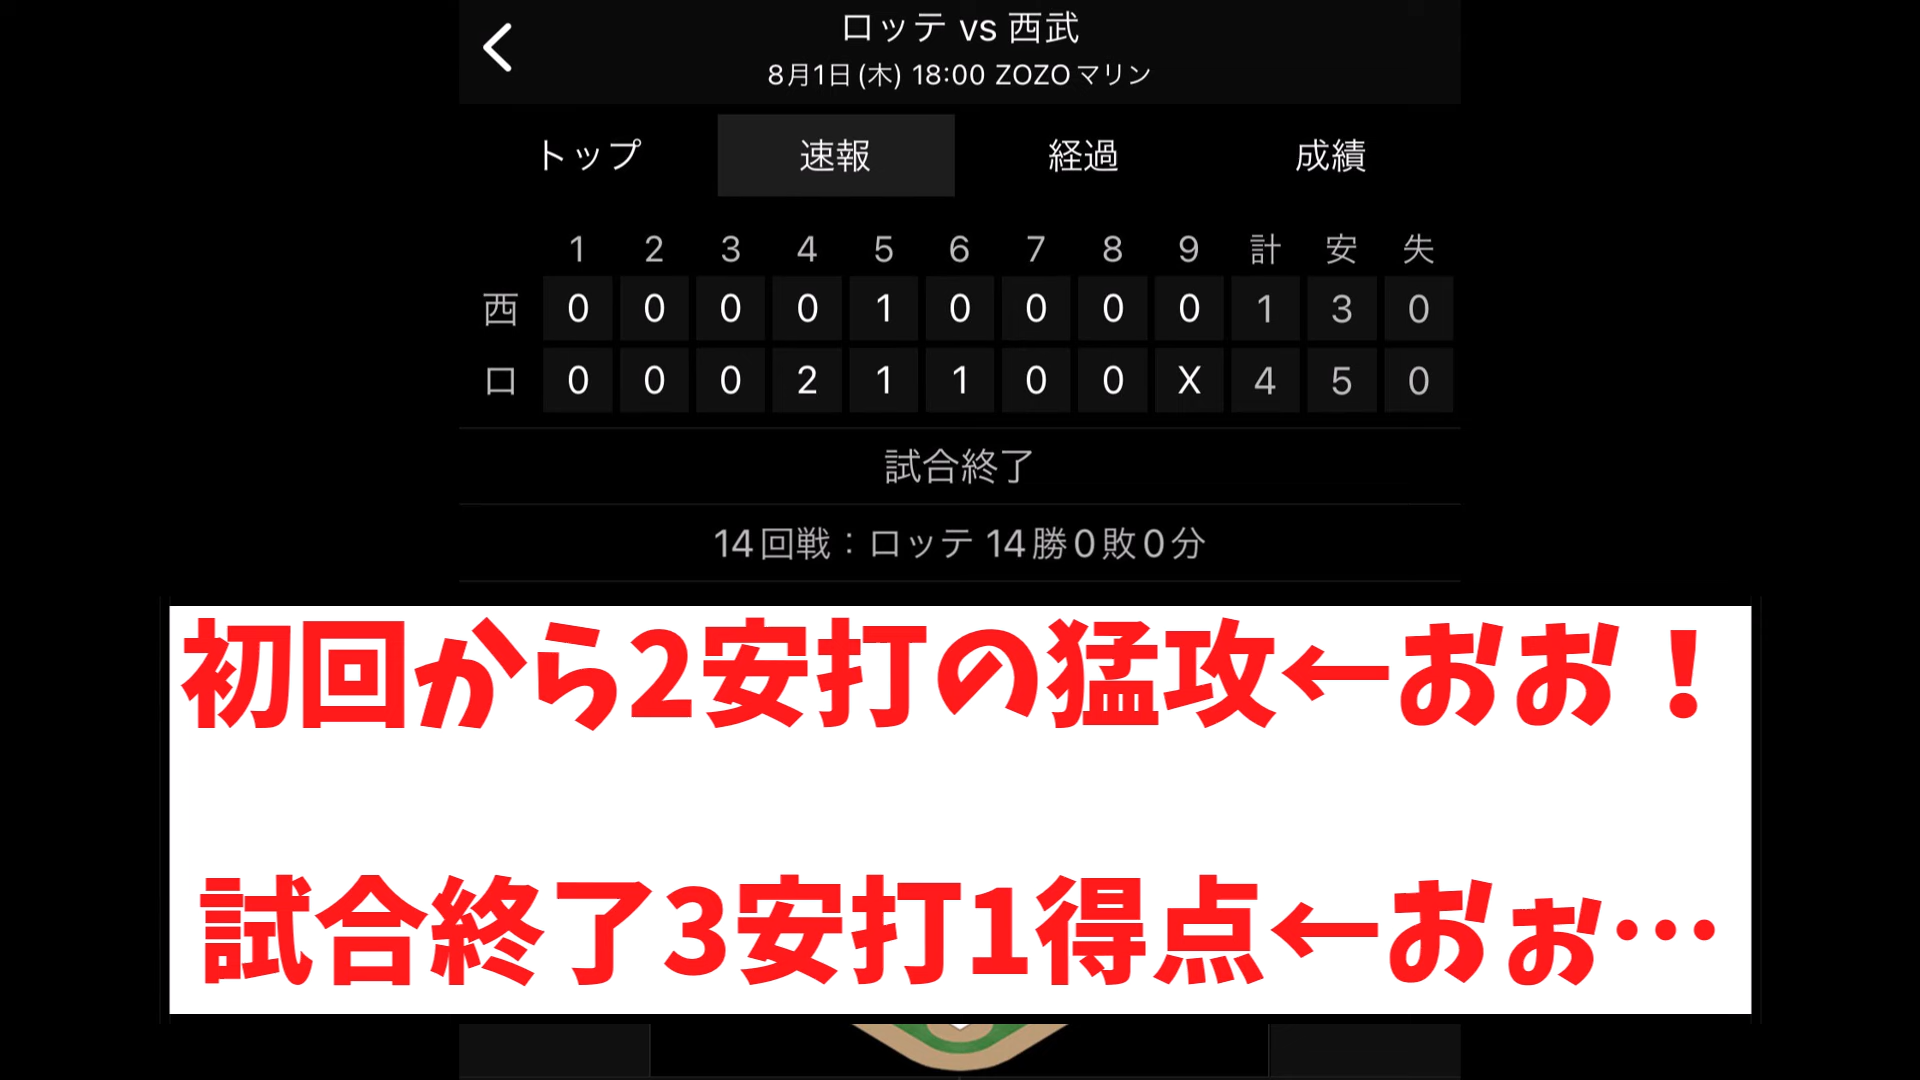 ロッテ vs 西武
8月1日(木) 18:00 ZOZOマリン
トップ 速報 経過 成績
1 2 3 4 5 6 7 8 9 計 安 失
西 0 0 0 0 1 0 0 0 0 1 3 0
ロ 0 0 0 2 1 1 0 0 X 4 5 0
試合終了
14回戦：ロッテ 14勝0敗0分
初回から2安打の猛攻←おお！
試合終了3安打1得点←おぉ…